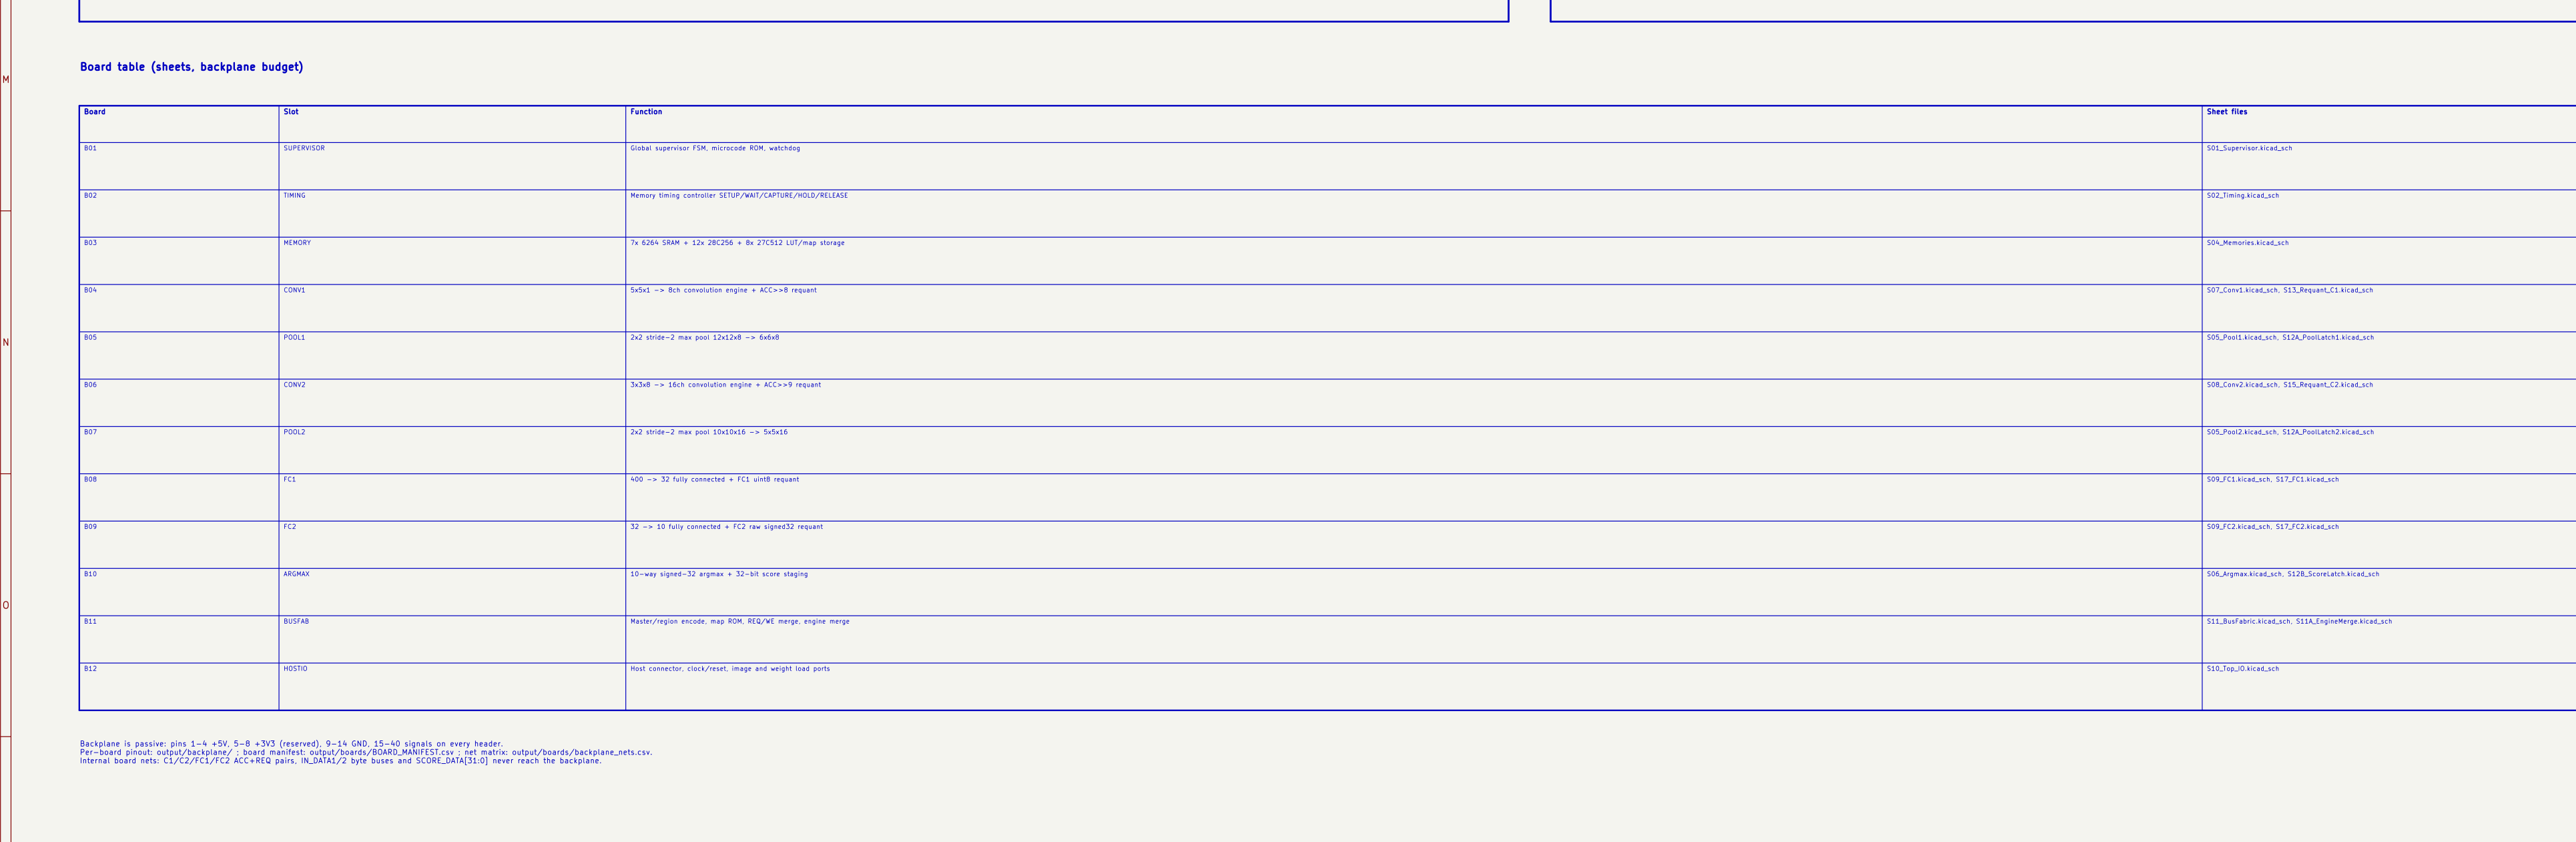 Board table (sheets, backplane budget)
M
Board Slot Function Sheet files
B01 SUPERVISOR Global supervisor FSM, microcode ROM, watchdog S01_Supervisor.kicad_sch
B02 TIMING Memory timing controller SETUP/WAIT/CAPTURE/HOLD/RELEASE S02_Timing.kicad_sch
B03 MEMORY 7x 6264 SRAM + 12x 28C256 + 8x 27C512 LUT/map storage S04_Memories.kicad_sch
B04 CONV1 5x5x1 -> 8ch convolution engine + ACC>>8 requant S07_Conv1.kicad_sch, S13_Requant_C1.kicad_sch
B05 POOL1 2x2 stride-2 max pool 12x12x8 -> 6x6x8 S05_Pool1.kicad_sch, S12A_PoolLatch1.kicad_sch
N
B06 CONV2 3x3x8 -> 16ch convolution engine + ACC>>9 requant S08_Conv2.kicad_sch, S15_Requant_C2.kicad_sch
B07 POOL2 2x2 stride-2 max pool 10x10x16 -> 5x5x16 S05_Pool2.kicad_sch, S12A_PoolLatch2.kicad_sch
B08 FC1 400 -> 32 fully connected + FC1 uint8 requant S09_FC1.kicad_sch, S17_FC1.kicad_sch
B09 FC2 32 -> 10 fully connected + FC2 raw signed32 requant S09_FC2.kicad_sch, S17_FC2.kicad_sch
B10 ARGMAX 10-way signed-32 argmax + 32-bit score staging S06_Argmax.kicad_sch, S12B_ScoreLatch.kicad_sch
O
B11 BUSFAB Master/region encode, map ROM, REQ/WE merge, engine merge S11_BusFabric.kicad_sch, S11A_EngineMerge.kicad_sch
B12 HOSTIO Host connector, clock/reset, image and weight load ports S10_Top_IO.kicad_sch
Backplane is passive: pins 1-4 +5V, 5-8 +3V3 (reserved), 9-14 GND, 15-40 signals on every header.
Per-board pinout: output/backplane/ ; board manifest: output/boards/BOARD_MANIFEST.csv ; net matrix: output/boards/backplane_nets.csv.
Internal board nets: C1/C2/FC1/FC2 ACC+REQ pairs, IN_DATA1/2 byte buses and SCORE_DATA[31:0] never reach the backplane.